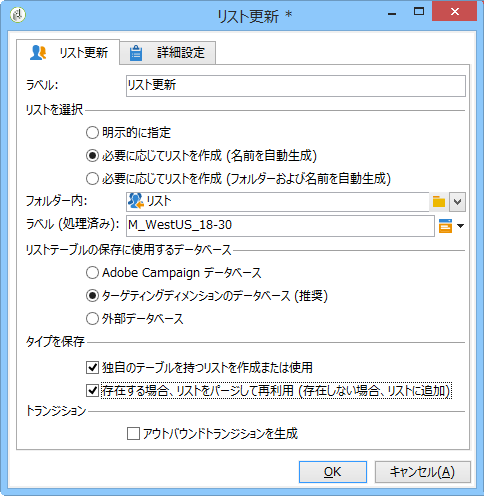 リスト更新 *
リスト更新 詳細設定
ラベル: リスト更新
リストを選択
明示的に指定
必要に応じてリストを作成 (名前を自動生成)
必要に応じてリストを作成 (フォルダーおよび名前を自動生成)
フォルダー内: リスト
ラベル (処理済み): M_WestUS_18-30
リストテーブルの保存に使用するデータベース
Adobe Campaign データベース
ターゲティングディメンションのデータベース (推奨)
外部データベース
タイプを保存
独自のテーブルを持つリストを作成または使用
存在する場合、リストをパージして再利用 (存在しない場合、リストに追加)
トランジション
アウトバウンドトランジションを生成
OK キャンセル(A)